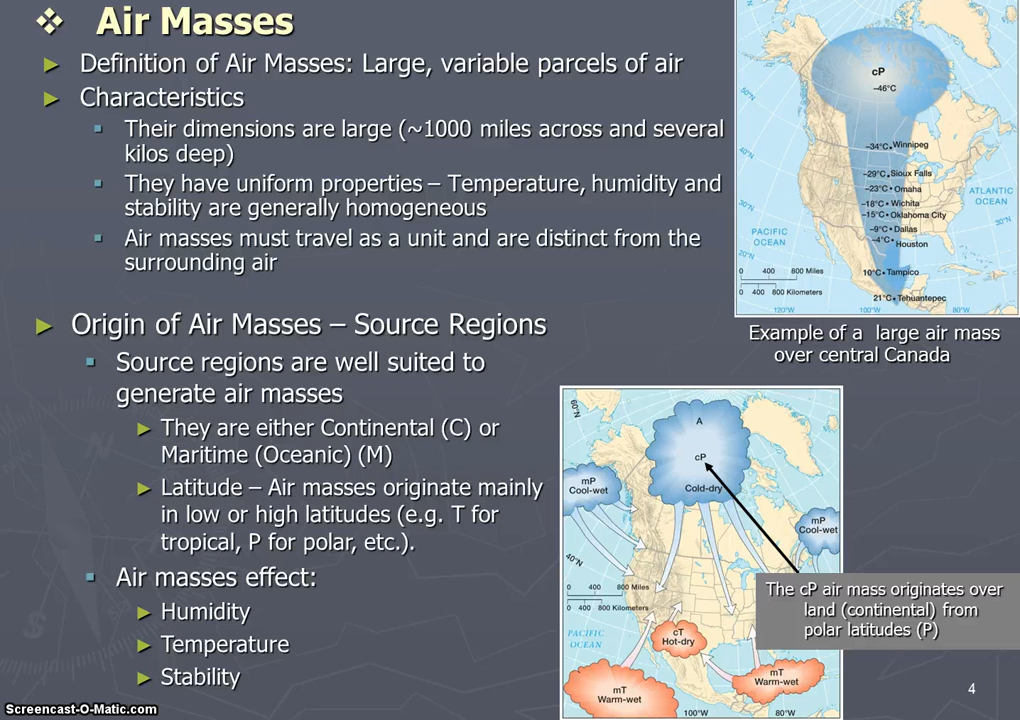 ❖ Air Masses
► Definition of Air Masses: Large, variable parcels of air
► Characteristics
▪ Their dimensions are large (~1000 miles across and several
kilos deep)
▪ They have uniform properties – Temperature, humidity and
stability are generally homogeneous
▪ Air masses must travel as a unit and are distinct from the
surrounding air
► Origin of Air Masses – Source Regions
▪ Source regions are well suited to
generate air masses
► They are either Continental (C) or
Maritime (Oceanic) (M)
► Latitude – Air masses originate mainly
in low or high latitudes (e.g. T for
tropical, P for polar, etc.).
▪ Air masses effect:
► Humidity
► Temperature
► Stability
cP
–46°C
50°N
–34°C Winnipeg
40°N
–29°C Sioux Falls
–23°C Omaha
ATLANTIC
OCEAN
–18°C Wichita
30°N
–15°C Oklahoma City
30°N
–9°C Dallas
PACIFIC
OCEAN
–4°C
Houston
20°N
0 400 800 Miles
0 400 800 Kilometers
10°C Tampico
21°C Tehuantepec
120°W 100°W 80°W
Example of a large air mass
over central Canada
60°N
A
cP
Cold-dry
mP
Cool-wet
mP
Cool-wet
40°N
0 400 800 Miles
0 400 800 Kilometers
PACIFIC
OCEAN
cT
Hot-dry
mT
Warm-wet
mT
Warm-wet
100°W 80°W
The cP air mass originates over
land (continental) from
polar latitudes (P)
4
Screencast-O-Matic.com